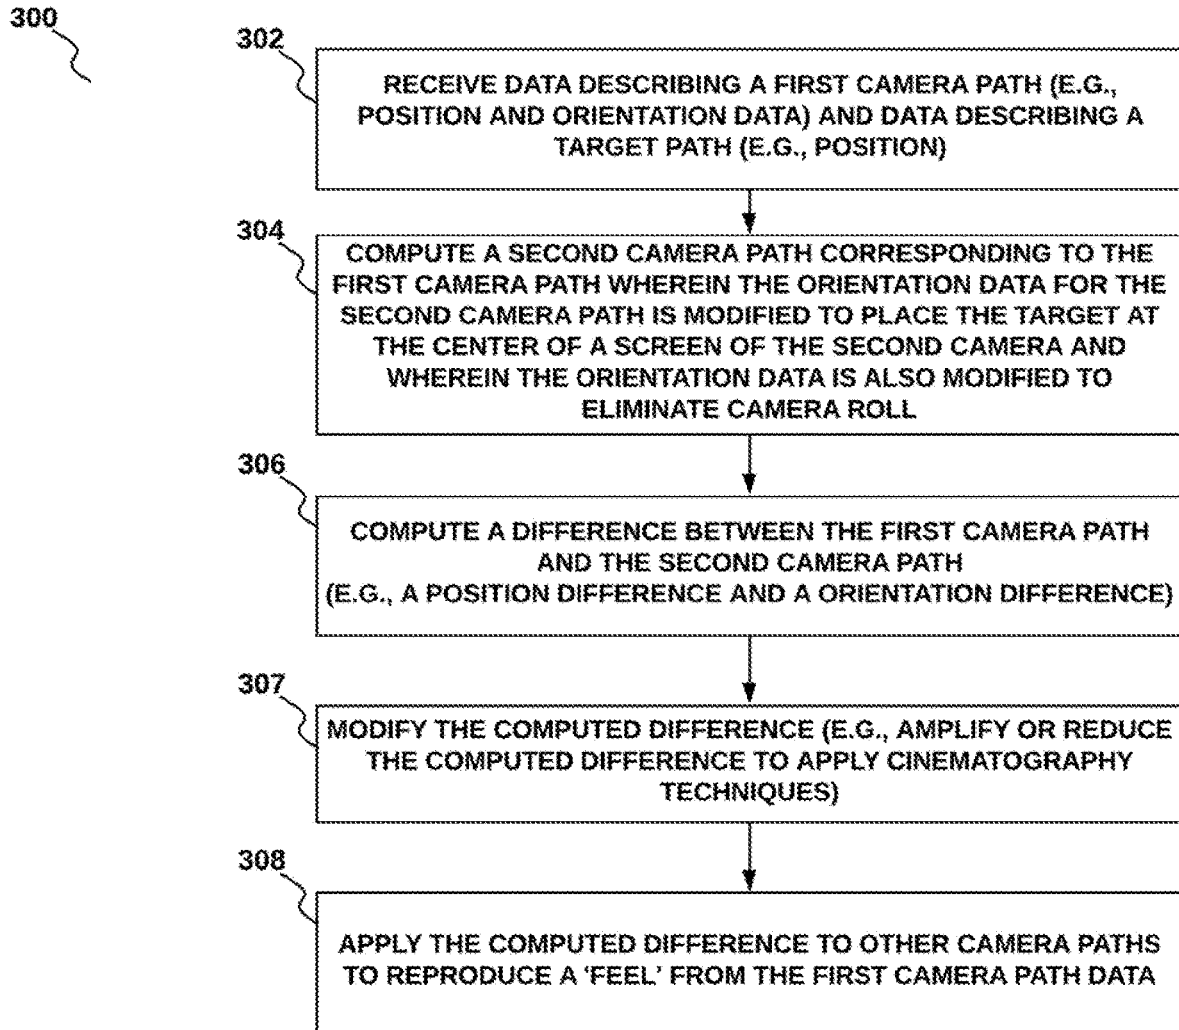 300
302
RECEIVE DATA DESCRIBING A FIRST CAMERA PATH (E.G.,
POSITION AND ORIENTATION DATA) AND DATA DESCRIBING A
TARGET PATH (E.G., POSITION)
304
COMPUTE A SECOND CAMERA PATH CORRESPONDING TO THE
FIRST CAMERA PATH WHEREIN THE ORIENTATION DATA FOR THE
SECOND CAMERA PATH IS MODIFIED TO PLACE THE TARGET AT
THE CENTER OF A SCREEN OF THE SECOND CAMERA AND
WHEREIN THE ORIENTATION DATA IS ALSO MODIFIED TO
ELIMINATE CAMERA ROLL
306
COMPUTE A DIFFERENCE BETWEEN THE FIRST CAMERA PATH
AND THE SECOND CAMERA PATH
(E.G., A POSITION DIFFERENCE AND A ORIENTATION DIFFERENCE)
307
MODIFY THE COMPUTED DIFFERENCE (E.G., AMPLIFY OR REDUCE
THE COMPUTED DIFFERENCE TO APPLY CINEMATOGRAPHY
TECHNIQUES)
308
APPLY THE COMPUTED DIFFERENCE TO OTHER CAMERA PATHS
TO REPRODUCE A 'FEEL' FROM THE FIRST CAMERA PATH DATA